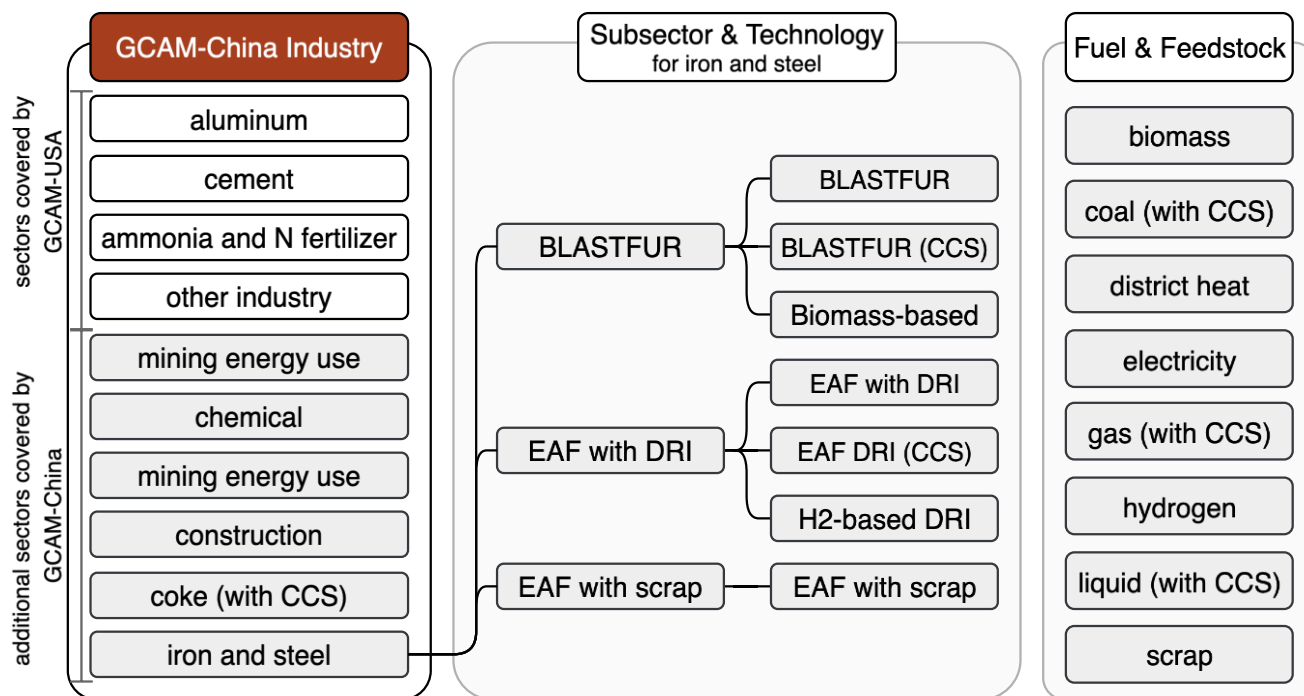 GCAM-China Industry
sectors covered by
GCAM-USA
aluminum
cement
ammonia and N fertilizer
other industry
additional sectors covered by
GCAM-China
mining energy use
chemical
mining energy use
construction
coke (with CCS)
iron and steel
Subsector & Technology
for iron and steel
BLASTFUR
BLASTFUR
BLASTFUR (CCS)
Biomass-based
EAF with DRI
EAF with DRI
EAF DRI (CCS)
H2-based DRI
EAF with scrap
EAF with scrap
Fuel & Feedstock
biomass
coal (with CCS)
district heat
electricity
gas (with CCS)
hydrogen
liquid (with CCS)
scrap